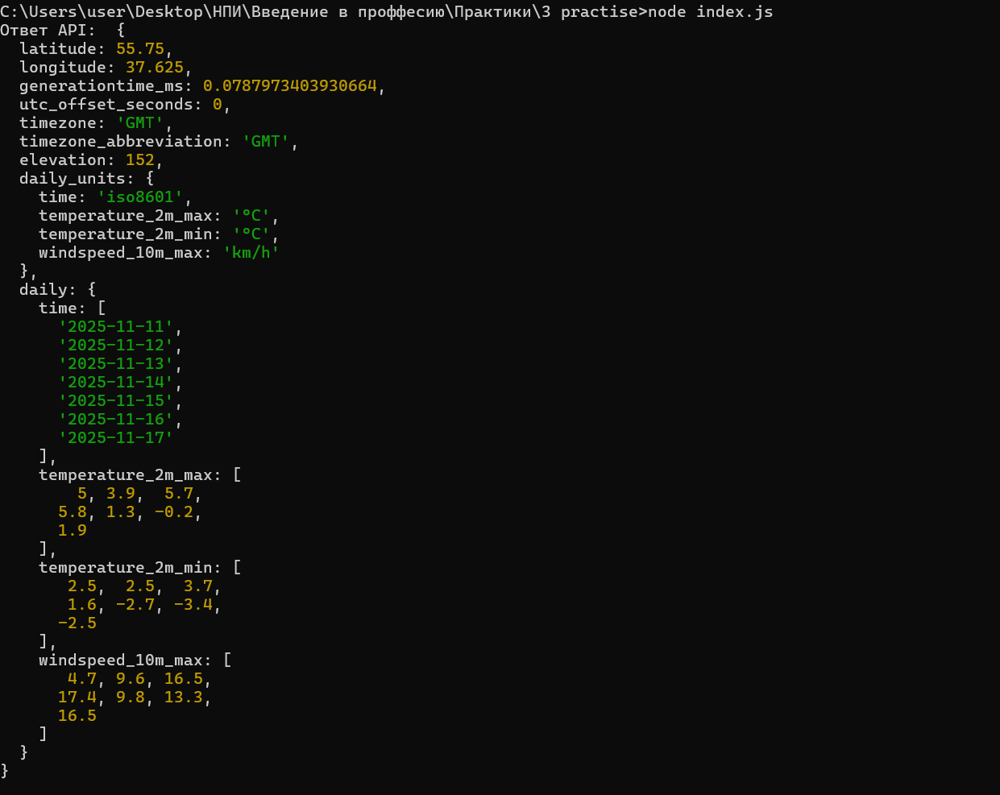 C:\Users\user\Desktop\НПИ\Введение в проффесию\Практики\3 practise>node index.js
Ответ API:  {
  latitude: 55.75,
  longitude: 37.625,
  generationtime_ms: 0.0787973403930664,
  utc_offset_seconds: 0,
  timezone: 'GMT',
  timezone_abbreviation: 'GMT',
  elevation: 152,
  daily_units: {
    time: 'iso8601',
    temperature_2m_max: '°C',
    temperature_2m_min: '°C',
    windspeed_10m_max: 'km/h'
  },
  daily: {
    time: [
      '2025-11-11',
      '2025-11-12',
      '2025-11-13',
      '2025-11-14',
      '2025-11-15',
      '2025-11-16',
      '2025-11-17'
    ],
    temperature_2m_max: [
        5, 3.9,  5.7,
      5.8, 1.3, -0.2,
      1.9
    ],
    temperature_2m_min: [
       2.5,  2.5,  3.7,
       1.6, -2.7, -3.4,
      -2.5
    ],
    windspeed_10m_max: [
       4.7, 9.6, 16.5,
      17.4, 9.8, 13.3,
      16.5
    ]
  }
}